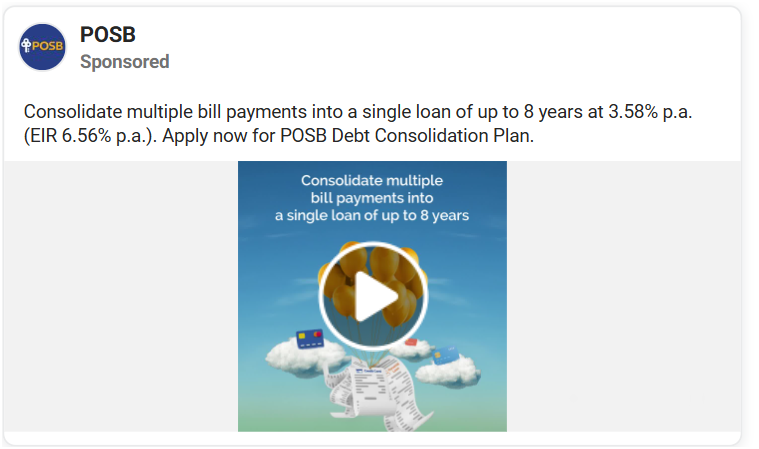 POSB
POSB
Sponsored
Consolidate multiple bill payments into a single loan of up to 8 years at 3.58% p.a.
(EIR 6.56% p.a.). Apply now for POSB Debt Consolidation Plan.
Consolidate multiple
bill payments into
a single loan of up to 8 years